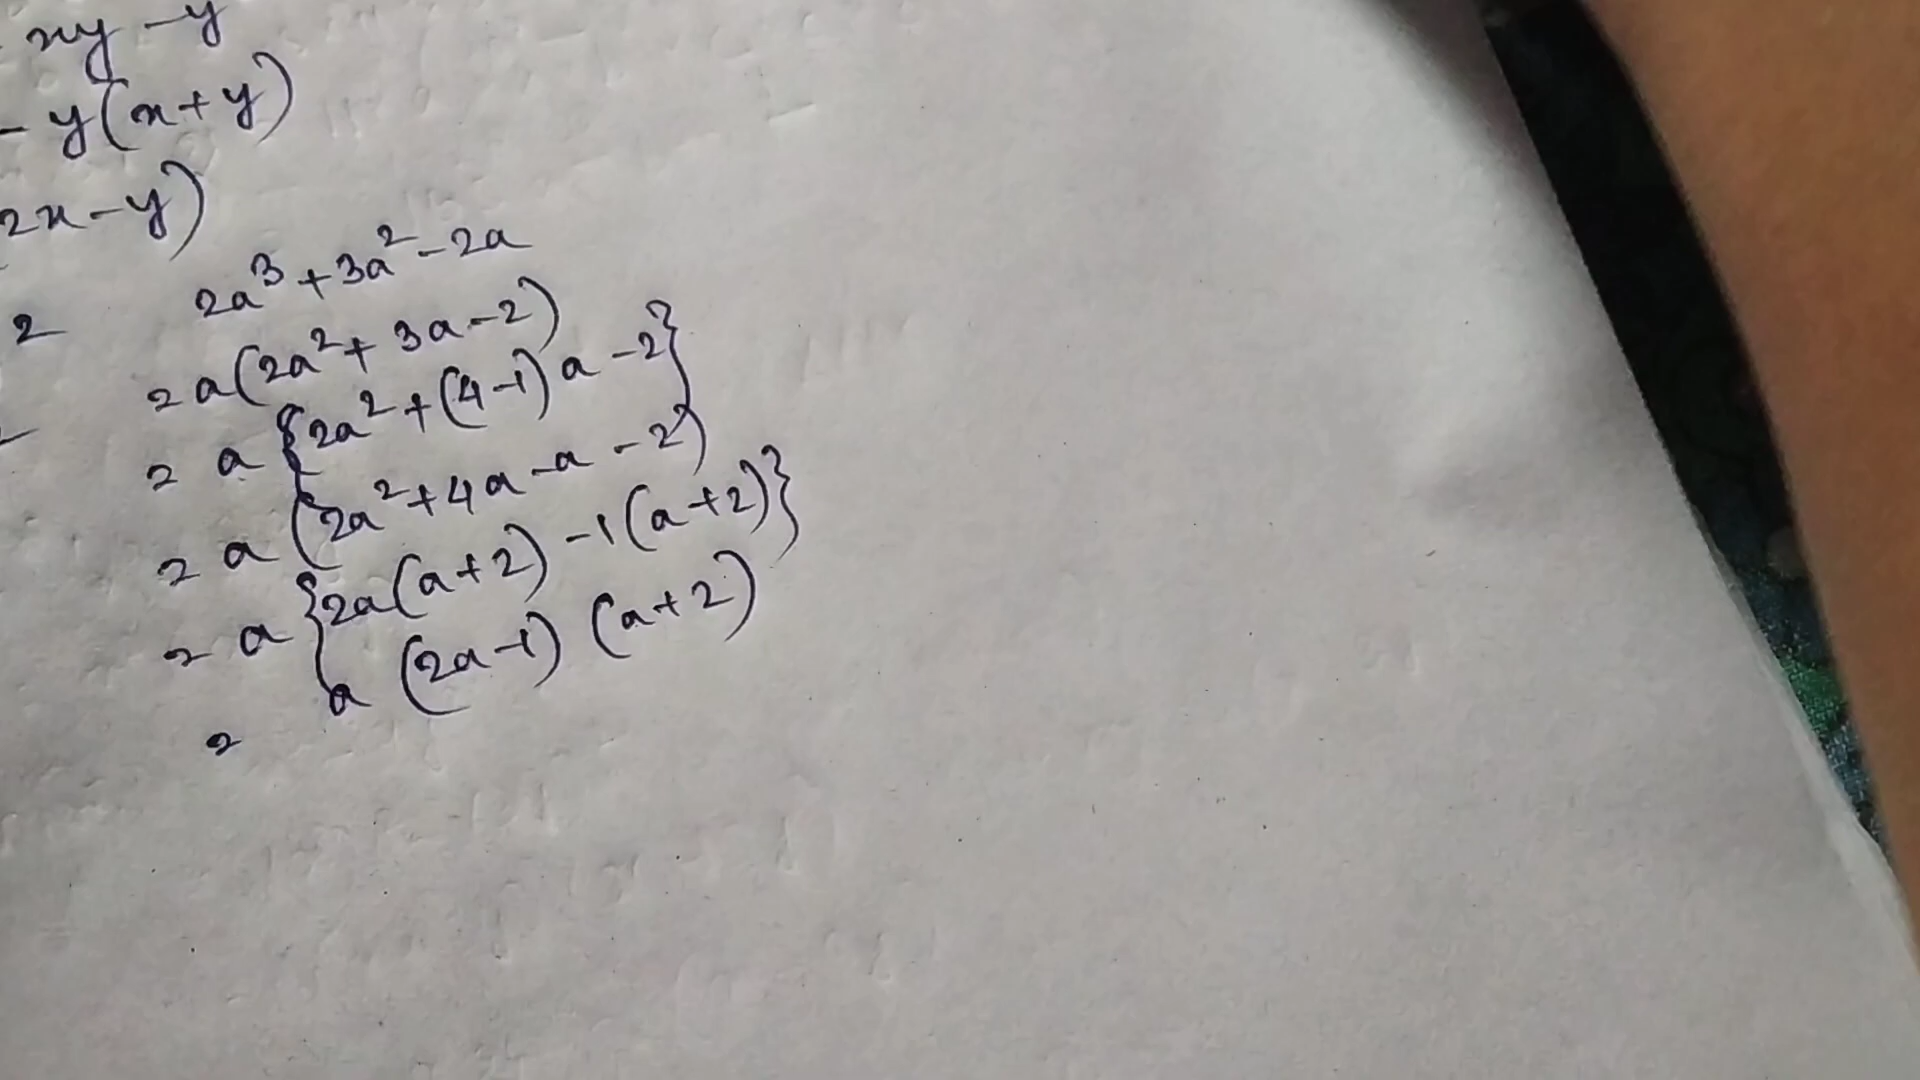 xy - y
- y(x+y)
2x-y)
2a³+3a²-2a
2
= a(2a²+3a-2)
= a{2a²+(4-1)a-2}
= a(2a²+4a-a-2)
= a{2a(a+2)-1(a+2)}
= a(2a-1)(a+2)